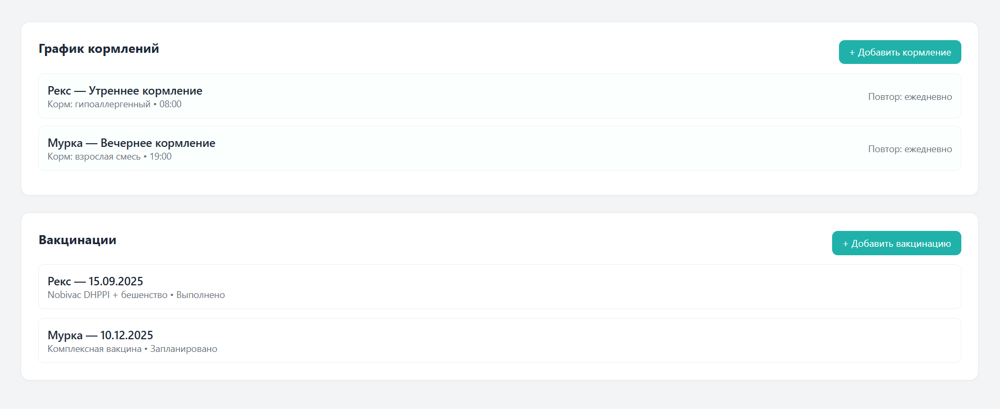 График кормлений
+ Добавить кормление
Рекс — Утреннее кормление
Корм: гипоаллергенный • 08:00
Повтор: ежедневно
Мурка — Вечернее кормление
Корм: взрослая смесь • 19:00
Повтор: ежедневно
Вакцинации
+ Добавить вакцинацию
Рекс — 15.09.2025
Nobivac DHPPI + бешенство • Выполнено
Мурка — 10.12.2025
Комплексная вакцина • Запланировано